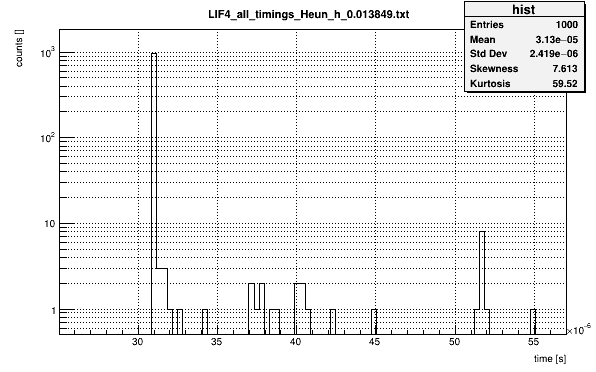 LIF4_all_timings_Heun_h_0.013849.txt
hist
Entries 1000
Mean 3.13e−05
Std Dev 2.419e−06
Skewness 7.613
Kurtosis 59.52
counts []
10³
10²
10
1
30 35 40 45 50 55 ×10⁻⁶
time [s]